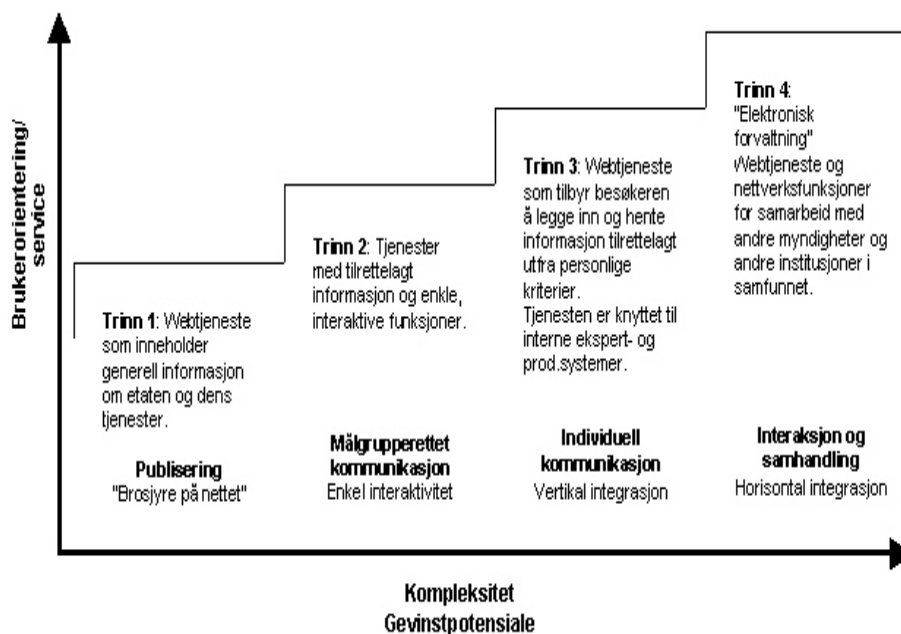 Brukerorientering/
service
Trinn 1: Webtjeneste
som inneholder
generell informasjon
om etaten og dens
tjenester.
Publisering
"Brosjyre på nettet"
Trinn 2: Tjenester
med tilrettelagt
informasjon og enkle,
interaktive funksjoner.
Målgrupperettet
kommunikasjon
Enkel interaktivitet
Trinn 3: Webtjeneste
som tilbyr besøkeren
å legge inn og hente
informasjon tilrettelagt
utfra personlige
kriterier.
Tjenesten er knyttet til
interne ekspert- og
prod.systemer.
Individuell
kommunikasjon
Vertikal integrasjon
Trinn 4:
"Elektronisk
forvaltning"
Webtjeneste og
nettverksfunksjoner
for samarbeid med
andre myndigheter og
andre institusjoner i
samfunnet.
Interaksjon og
samhandling
Horisontal integrasjon
Kompleksitet
Gevinstpotensiale